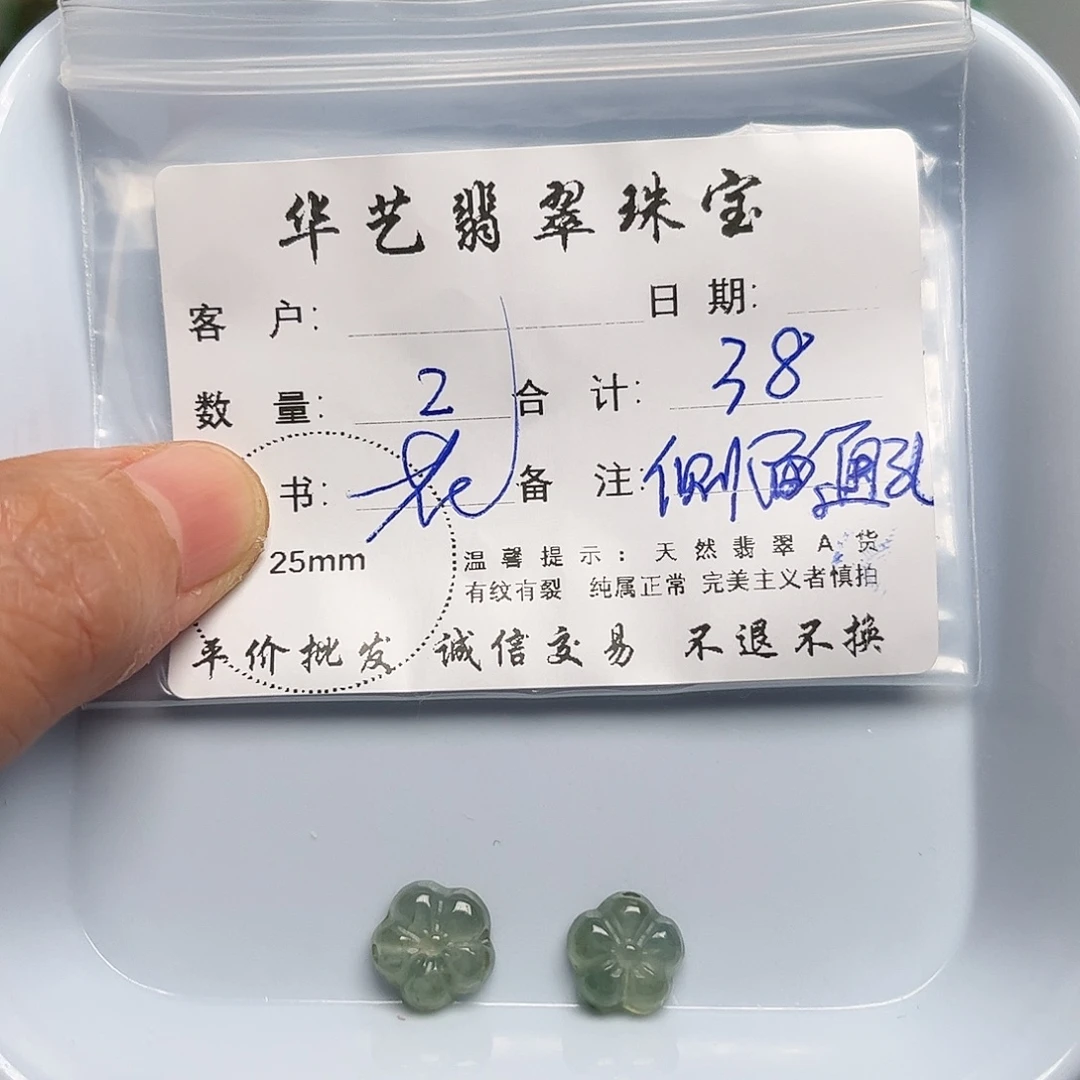 华艺翡翠珠宝
客 户: 日 期:
数 量: 2 合 计: 38
书: 花 备 注: 侧面通孔
25mm
温馨提示: 天然翡翠A货
有纹有裂 纯属正常 完美主义者慎拍
平价批发 诚信交易 不退不换